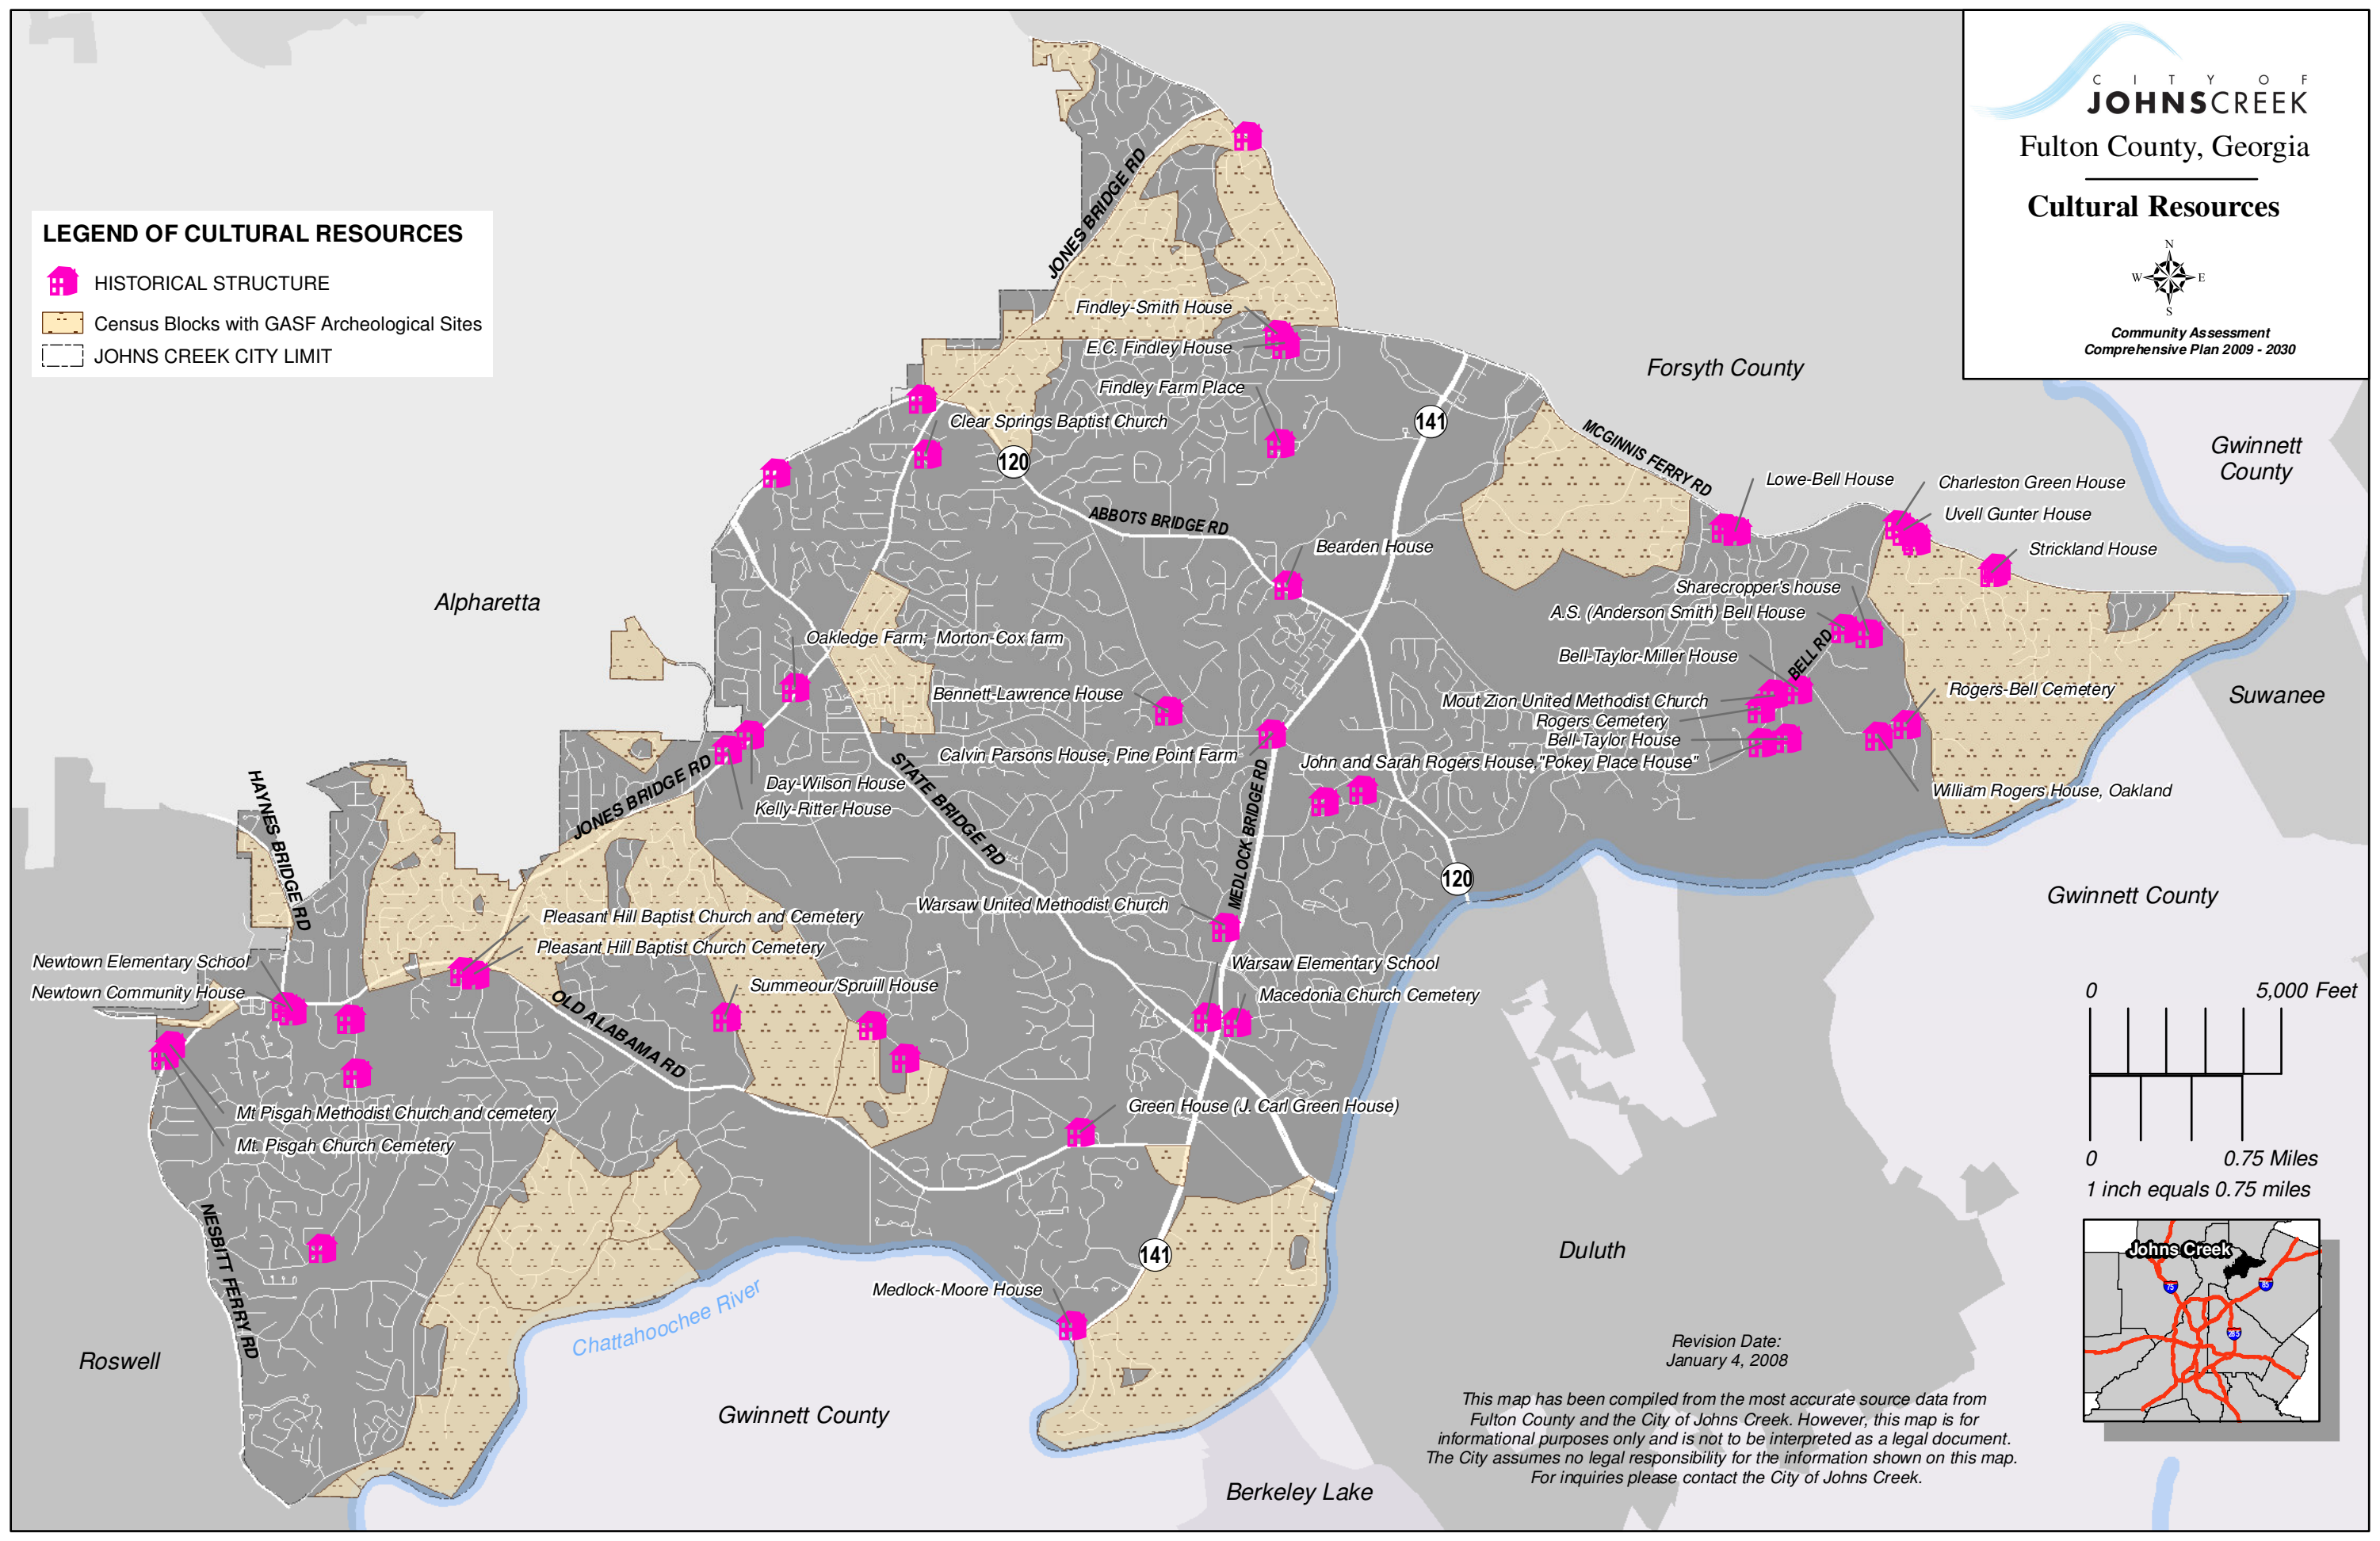 CITY OF
JOHNSCREEK
Fulton County, Georgia
Cultural Resources
N
W E
S
Community Assessment
Comprehensive Plan 2009 - 2030
LEGEND OF CULTURAL RESOURCES
HISTORICAL STRUCTURE
Census Blocks with GASF Archeological Sites
JOHNS CREEK CITY LIMIT
JONES BRIDGE RD
Findley-Smith House
E.C. Findley House
Findley Farm Place
Forsyth County
Clear Springs Baptist Church
141
120
MCGINNIS FERRY RD
Gwinnett
County
Lowe-Bell House
Charleston Green House
Uvell Gunter House
Strickland House
ABBOTS BRIDGE RD
Bearden House
Alpharetta
Sharecropper's house
A.S. (Anderson Smith) Bell House
Oakledge Farm; Morton-Cox farm
BELL RD
Bell-Taylor-Miller House
Bennett-Lawrence House
Mout Zion United Methodist Church
Rogers-Bell Cemetery
Suwanee
Rogers Cemetery
Bell-Taylor House
Calvin Parsons House, Pine Point Farm
John and Sarah Rogers House,"Pokey Place House"
Day-Wilson House
Kelly-Ritter House
William Rogers House, Oakland
JONES BRIDGE RD
STATE BRIDGE RD
MEDLOCK BRIDGE RD
HAYNES BRIDGE RD
120
Gwinnett County
Warsaw United Methodist Church
Pleasant Hill Baptist Church and Cemetery
Pleasant Hill Baptist Church Cemetery
Newtown Elementary School
Newtown Community House
Warsaw Elementary School
Macedonia Church Cemetery
Summeour/Spruill House
OLD ALABAMA RD
0 5,000 Feet
Mt Pisgah Methodist Church and cemetery
Mt. Pisgah Church Cemetery
Green House (J. Carl Green House)
0 0.75 Miles
1 inch equals 0.75 miles
NESBITT FERRY RD
141
Duluth
Medlock-Moore House
Chattahoochee River
Roswell
Gwinnett County
Berkeley Lake
Johns Creek
75
85
285
Revision Date:
January 4, 2008
This map has been compiled from the most accurate source data from
Fulton County and the City of Johns Creek. However, this map is for
informational purposes only and is not to be interpreted as a legal document.
The City assumes no legal responsibility for the information shown on this map.
For inquiries please contact the City of Johns Creek.